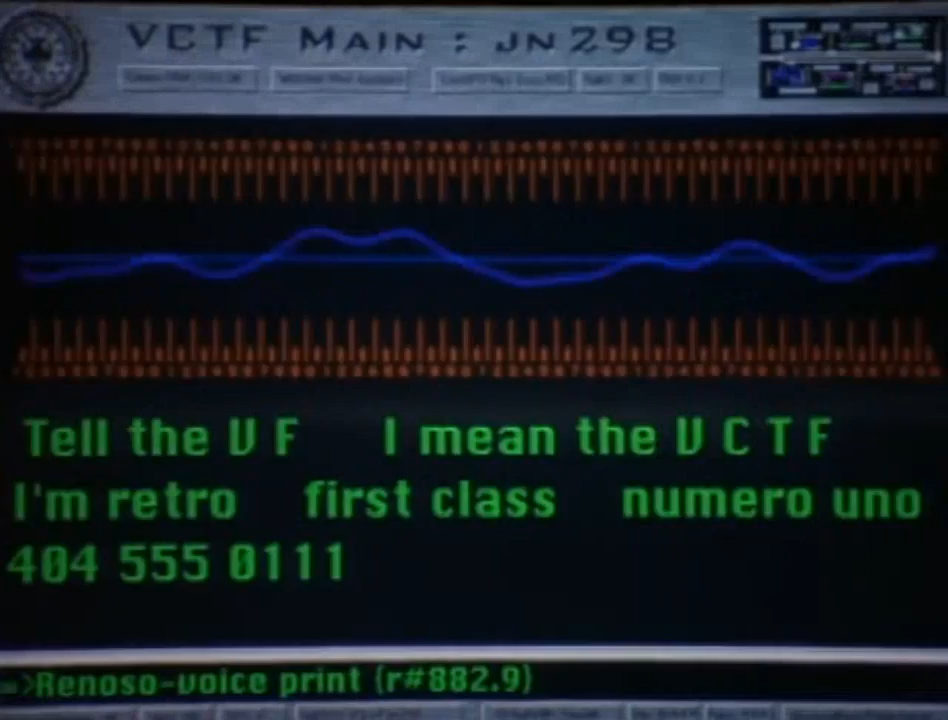 VCTF MAIN : JN298
Tell the V F I mean the V C T F
I'm retro first class numero uno
404 555 0111
=>Renoso-voice print (r#882.9)